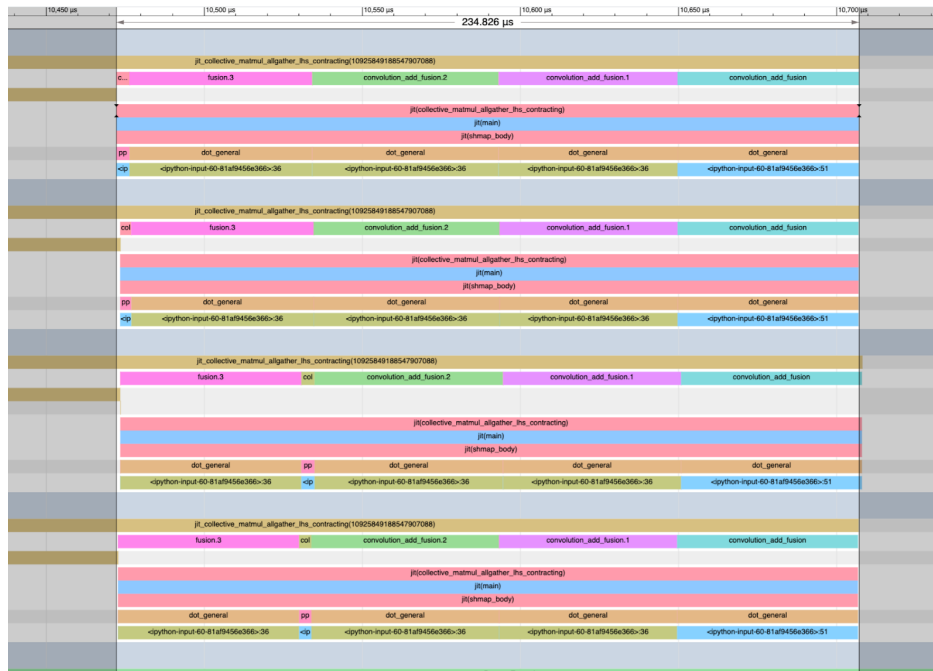 10,450 µs 10,500 µs 10,550 µs 10,600 µs 10,650 µs 10,700 µs
234.826 µs
jit_collective_matmul_allgather_lhs_contracting(10925849188547907088)
c... fusion.3 convolution_add_fusion.2 convolution_add_fusion.1 convolution_add_fusion
jit(collective_matmul_allgather_lhs_contracting)
jit(main)
jit(shmap_body)
pp dot_general dot_general dot_general dot_general
<ip <ipython-input-60-81af9456e366>:36 <ipython-input-60-81af9456e366>:36 <ipython-input-60-81af9456e366>:36 <ipython-input-60-81af9456e366>:51
jit_collective_matmul_allgather_lhs_contracting(10925849188547907088)
col fusion.3 convolution_add_fusion.2 convolution_add_fusion.1 convolution_add_fusion
jit(collective_matmul_allgather_lhs_contracting)
jit(main)
jit(shmap_body)
pp dot_general dot_general dot_general dot_general
<ip <ipython-input-60-81af9456e366>:36 <ipython-input-60-81af9456e366>:36 <ipython-input-60-81af9456e366>:36 <ipython-input-60-81af9456e366>:51
jit_collective_matmul_allgather_lhs_contracting(10925849188547907088)
fusion.3 col convolution_add_fusion.2 convolution_add_fusion.1 convolution_add_fusion
jit(collective_matmul_allgather_lhs_contracting)
jit(main)
jit(shmap_body)
dot_general pp dot_general dot_general dot_general
<ipython-input-60-81af9456e366>:36 <ip <ipython-input-60-81af9456e366>:36 <ipython-input-60-81af9456e366>:36 <ipython-input-60-81af9456e366>:51
jit_collective_matmul_allgather_lhs_contracting(10925849188547907088)
fusion.3 col convolution_add_fusion.2 convolution_add_fusion.1 convolution_add_fusion
jit(collective_matmul_allgather_lhs_contracting)
jit(main)
jit(shmap_body)
dot_general pp dot_general dot_general dot_general
<ipython-input-60-81af9456e366>:36 <ip <ipython-input-60-81af9456e366>:36 <ipython-input-60-81af9456e366>:36 <ipython-input-60-81af9456e366>:51